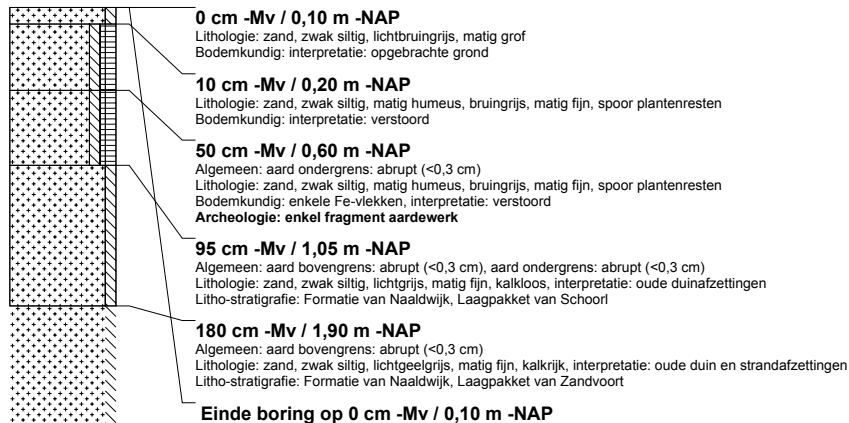 0 cm -Mv / 0,10 m -NAP
Lithologie: zand, zwak siltig, lichtbruingrijs, matig grof
Bodemkundig: interpretatie: opgebrachte grond
10 cm -Mv / 0,20 m -NAP
Lithologie: zand, zwak siltig, matig humeus, bruingrijs, matig fijn, spoor plantenresten
Bodemkundig: interpretatie: verstoord
50 cm -Mv / 0,60 m -NAP
Algemeen: aard ondergrens: abrupt (<0,3 cm)
Lithologie: zand, zwak siltig, matig humeus, bruingrijs, matig fijn, spoor plantenresten
Bodemkundig: enkele Fe-vlekken, interpretatie: verstoord
Archeologie: enkel fragment aardewerk
95 cm -Mv / 1,05 m -NAP
Algemeen: aard bovengrens: abrupt (<0,3 cm), aard ondergrens: abrupt (<0,3 cm)
Lithologie: zand, zwak siltig, lichtgrijs, matig fijn, kalkloos, interpretatie: oude duinafzettingen
Litho-stratigrafie: Formatie van Naaldwijk, Laagpakket van Schoorl
180 cm -Mv / 1,90 m -NAP
Algemeen: aard bovengrens: abrupt (<0,3 cm)
Lithologie: zand, zwak siltig, lichtgeelgrijs, matig fijn, kalkrijk, interpretatie: oude duin en strandafzettingen
Litho-stratigrafie: Formatie van Naaldwijk, Laagpakket van Zandvoort
Einde boring op 0 cm -Mv / 0,10 m -NAP